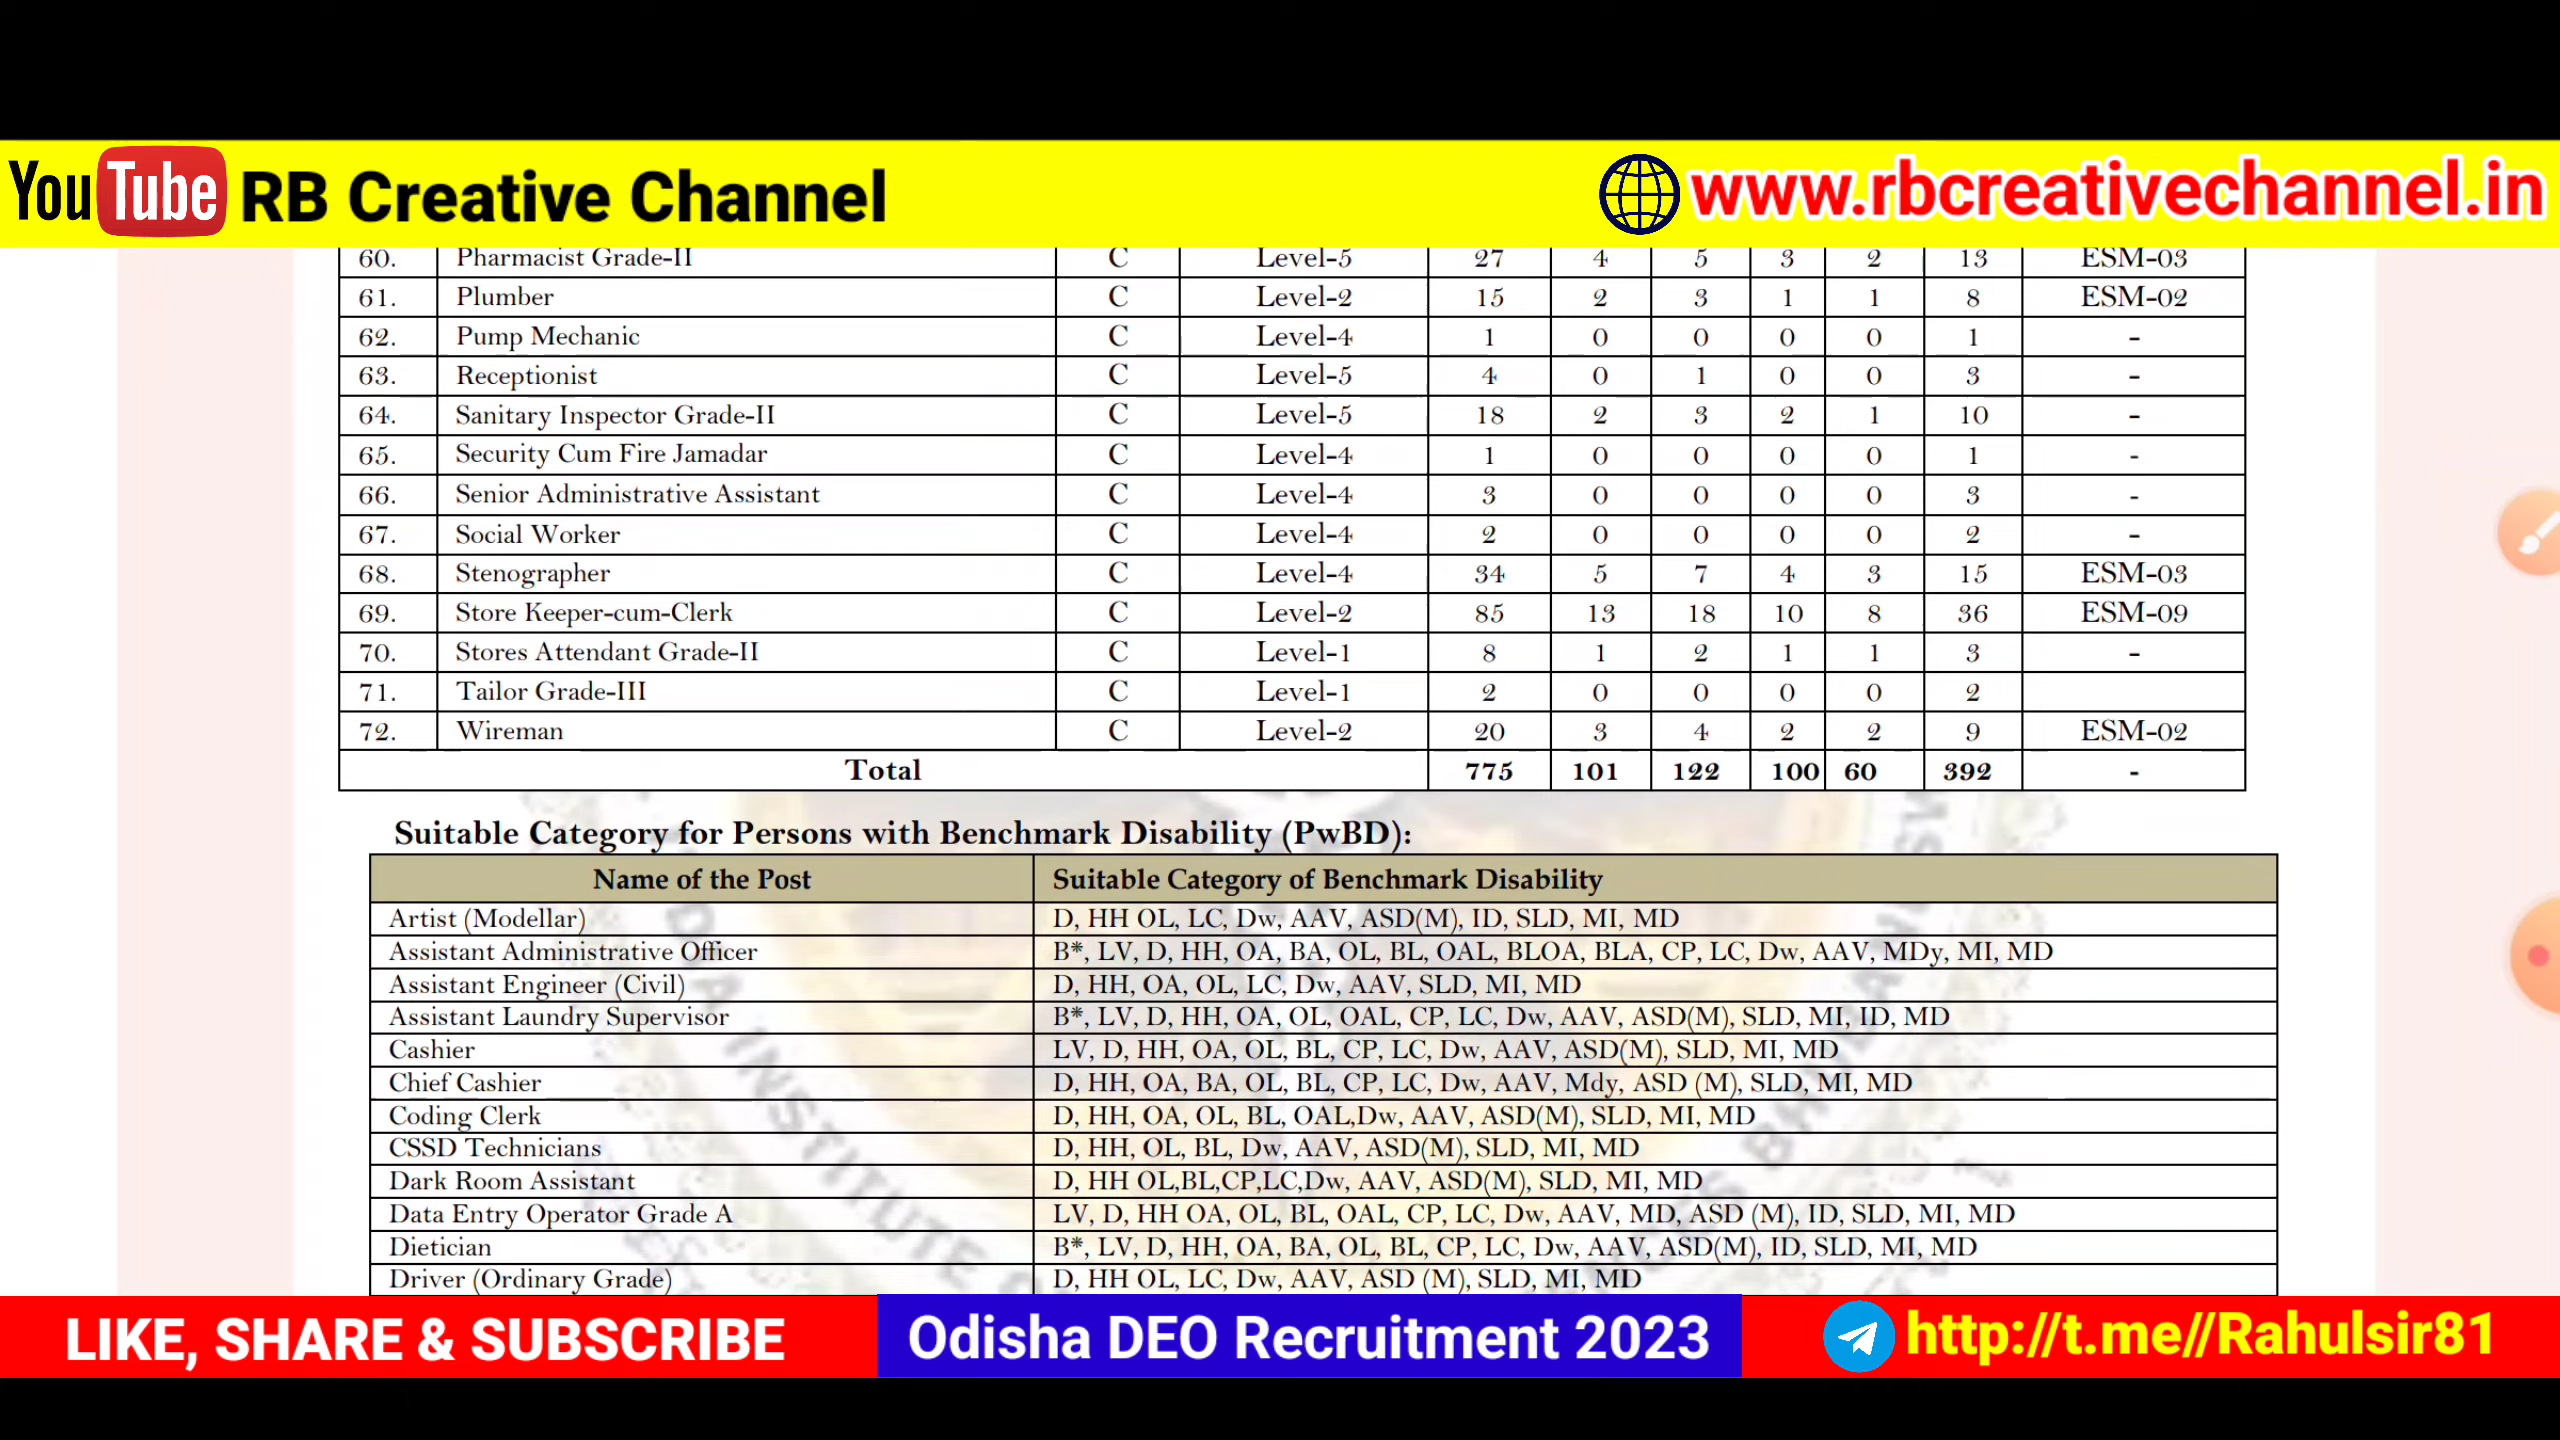 YouTube RB Creative Channel www.rbcreativechannel.in
60. Pharmacist Grade-II C Level-5 27 4 5 3 2 13 ESM-03
61. Plumber C Level-2 15 2 3 1 1 8 ESM-02
62. Pump Mechanic C Level-4 1 0 0 0 0 1 -
63. Receptionist C Level-5 4 0 1 0 0 3 -
64. Sanitary Inspector Grade-II C Level-5 18 2 3 2 1 10 -
65. Security Cum Fire Jamadar C Level-4 1 0 0 0 0 1 -
66. Senior Administrative Assistant C Level-4 3 0 0 0 0 3 -
67. Social Worker C Level-4 2 0 0 0 0 2 -
68. Stenographer C Level-4 34 5 7 4 3 15 ESM-03
69. Store Keeper-cum-Clerk C Level-2 85 13 18 10 8 36 ESM-09
70. Stores Attendant Grade-II C Level-1 8 1 2 1 1 3 -
71. Tailor Grade-III C Level-1 2 0 0 0 0 2
72. Wireman C Level-2 20 3 4 2 2 9 ESM-02
Total 775 101 122 100 60 392 -
Suitable Category for Persons with Benchmark Disability (PwBD):
Name of the Post Suitable Category of Benchmark Disability
Artist (Modellar) D, HH OL, LC, Dw, AAV, ASD(M), ID, SLD, MI, MD
Assistant Administrative Officer B*, LV, D, HH, OA, BA, OL, BL, OAL, BLOA, BLA, CP, LC, Dw, AAV, MDy, MI, MD
Assistant Engineer (Civil) D, HH, OA, OL, LC, Dw, AAV, SLD, MI, MD
Assistant Laundry Supervisor B*, LV, D, HH, OA, OL, OAL, CP, LC, Dw, AAV, ASD(M), SLD, MI, ID, MD
Cashier LV, D, HH, OA, OL, BL, CP, LC, Dw, AAV, ASD(M), SLD, MI, MD
Chief Cashier D, HH, OA, BA, OL, BL, CP, LC, Dw, AAV, Mdy, ASD (M), SLD, MI, MD
Coding Clerk D, HH, OA, OL, BL, OAL,Dw, AAV, ASD(M), SLD, MI, MD
CSSD Technicians D, HH, OL, BL, Dw, AAV, ASD(M), SLD, MI, MD
Dark Room Assistant D, HH OL,BL,CP,LC,Dw, AAV, ASD(M), SLD, MI, MD
Data Entry Operator Grade A LV, D, HH OA, OL, BL, OAL, CP, LC, Dw, AAV, MD, ASD (M), ID, SLD, MI, MD
Dietician B*, LV, D, HH, OA, BA, OL, BL, CP, LC, Dw, AAV, ASD(M), ID, SLD, MI, MD
Driver (Ordinary Grade) D, HH OL, LC, Dw, AAV, ASD (M), SLD, MI, MD
LIKE, SHARE & SUBSCRIBE Odisha DEO Recruitment 2023 http://t.me//Rahulsir81